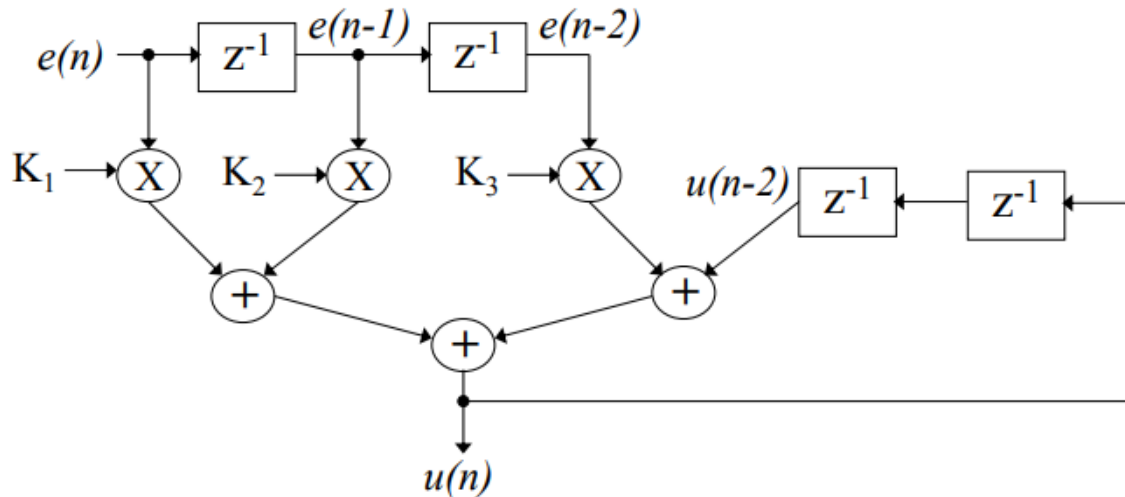 e(n-1) e(n-2)
e(n) z⁻¹ z⁻¹
K₁ X K₂ X K₃ X u(n-2) z⁻¹ z⁻¹
+ +
+
u(n)